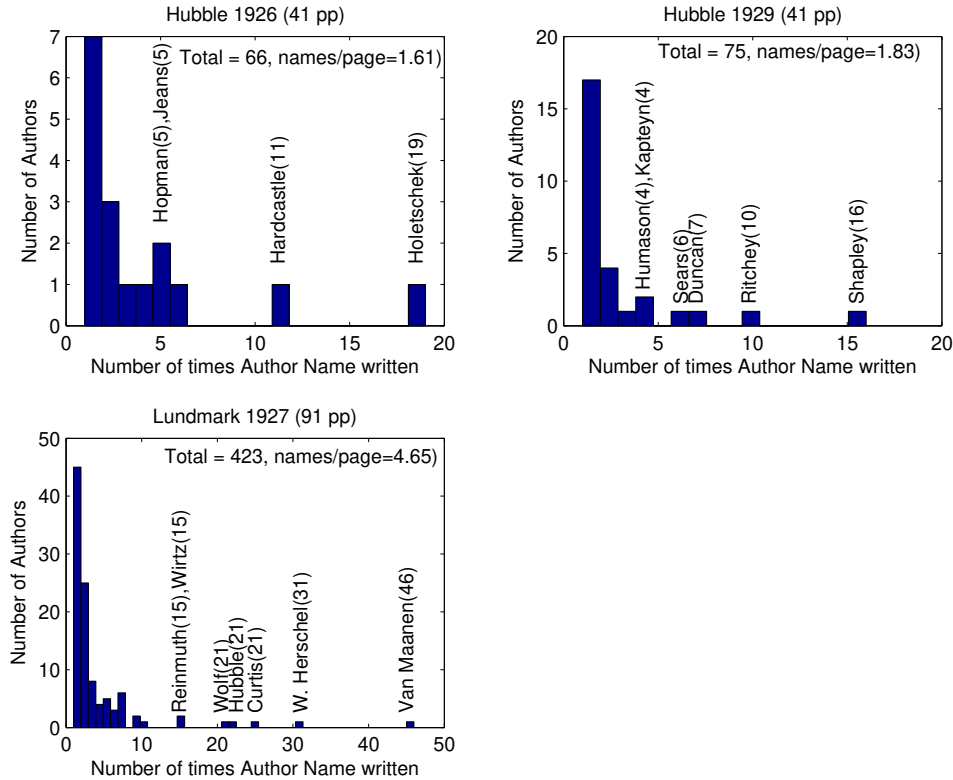 Hubble 1926 (41 pp)
Total = 66, names/page=1.61)
Number of Authors
7
6
5
4
3
2
1
0
Hopman(5),Jeans(5)
Hardcastle(11)
Holetschek(19)
0 5 10 15 20
Number of times Author Name written
Hubble 1929 (41 pp)
Total = 75, names/page=1.83)
Number of Authors
20
15
10
5
0
Humason(4),Kapteyn(4)
Sears(6)
Duncan(7)
Ritchey(10)
Shapley(16)
0 5 10 15 20
Number of times Author Name written
Lundmark 1927 (91 pp)
Total = 423, names/page=4.65)
Number of Authors
50
40
30
20
10
0
Reinmuth(15),Wirtz(15)
Wolf(21)
Hubble(21)
Curtis(21)
W. Herschel(31)
Van Maanen(46)
0 10 20 30 40 50
Number of times Author Name written